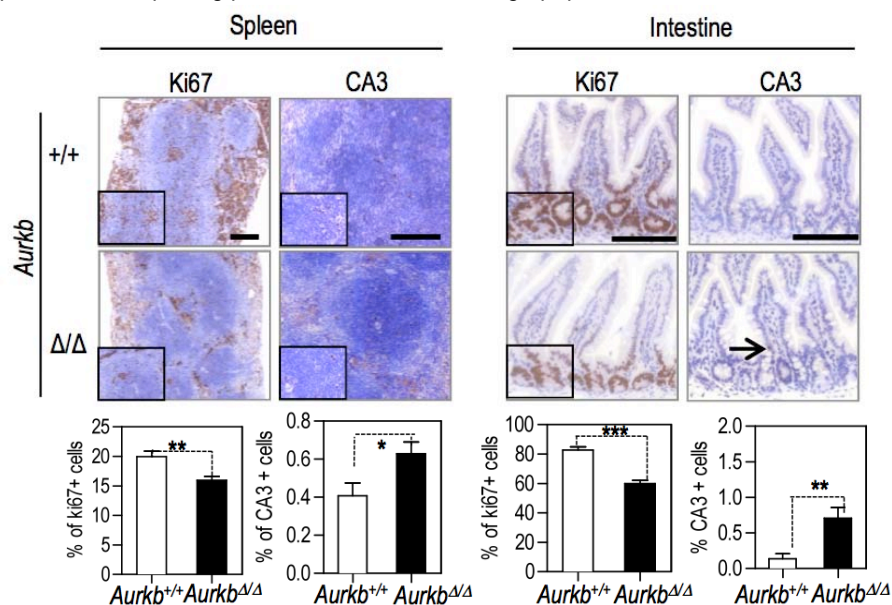 Spleen Intestine
Ki67 CA3 Ki67 CA3
Aurkb
+/+
Δ/Δ
% of ki67+ cells
25
20
15
10
5
0
**
Aurkb+/+ AurkbΔ/Δ
% of CA3 + cells
0.8
0.6
0.4
0.2
0.0
*
Aurkb+/+ AurkbΔ/Δ
% of ki67+ cells
100
80
60
40
20
0
***
Aurkb+/+ AurkbΔ/Δ
% CA3 + cells
2.0
1.5
1.0
0.5
0.0
**
Aurkb+/+ AurkbΔ/Δ